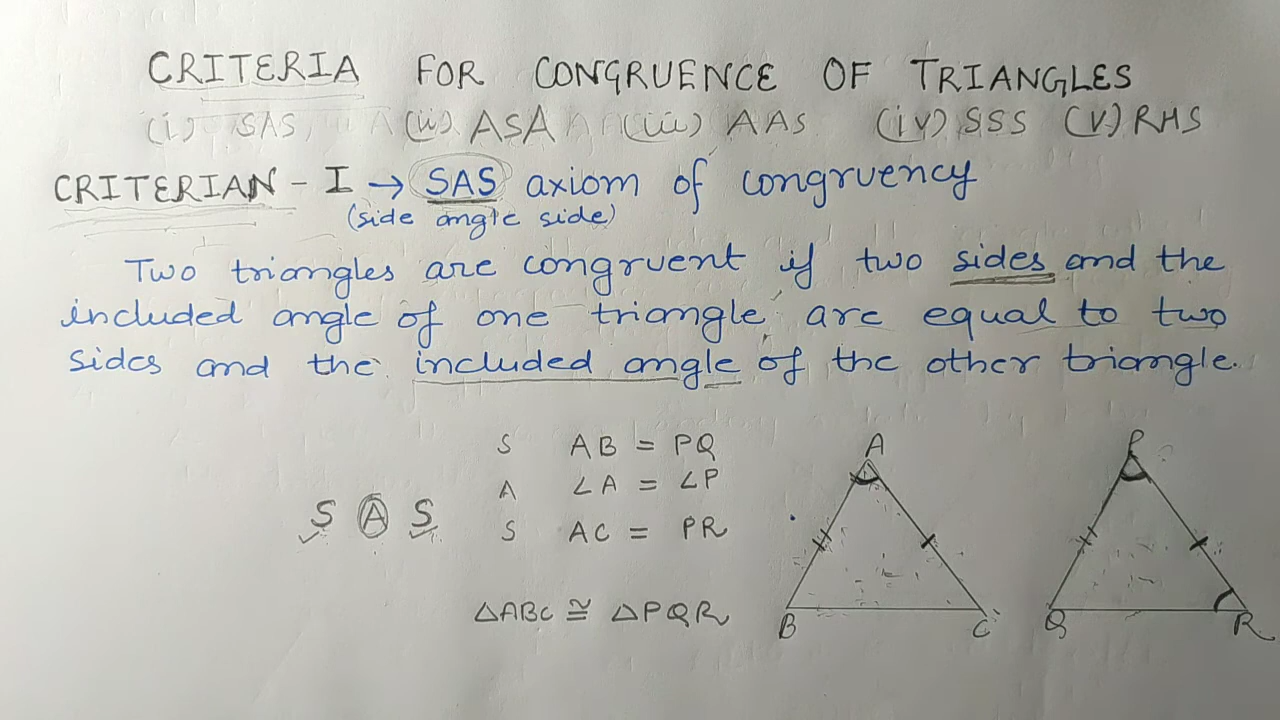 CRITERIA FOR CONGRUENCE OF TRIANGLES
(i) SAS (ii) ASA (iii) AAS (iv) SSS (v) RHS
CRITERIAN - I → SAS axiom of congruency
(side angle side)
Two triangles are congruent if two sides and the
included angle of one triangle are equal to two
sides and the included angle of the other triangle.
S AB = PQ
A ∠A = ∠P
S A S
S AC = PR
△ABC ≅ △PQR
A
B C
P
Q R